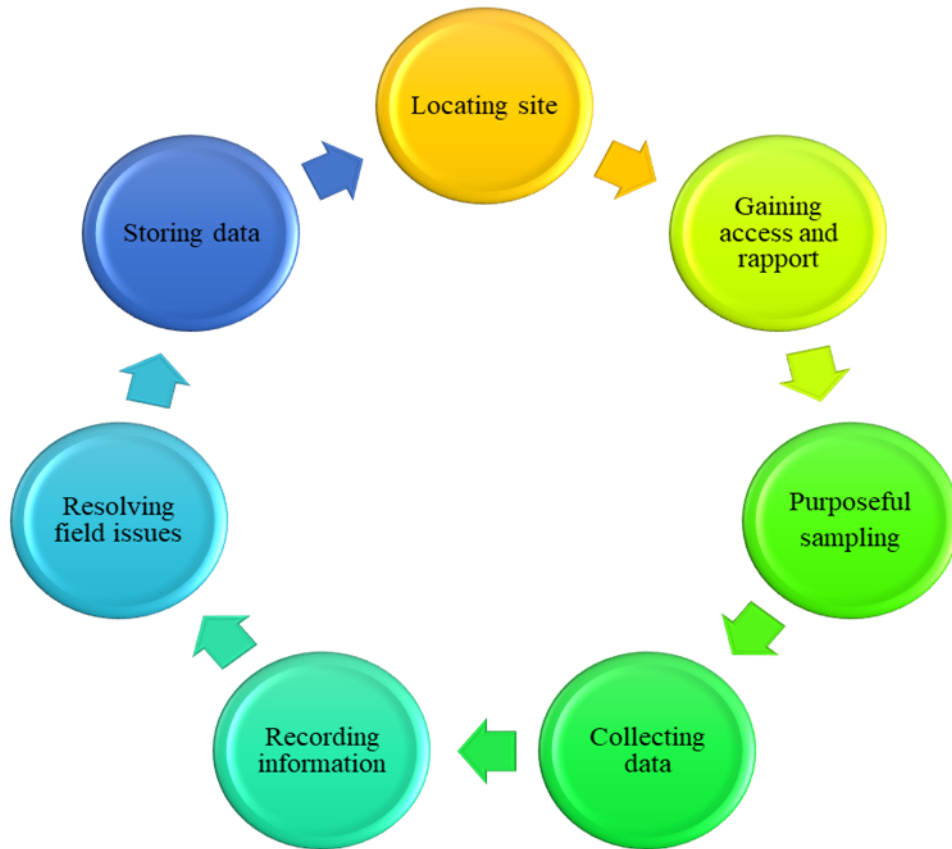 Locating site
Gaining
access and
rapport
Purposeful
sampling
Collecting
data
Recording
information
Resolving
field issues
Storing data